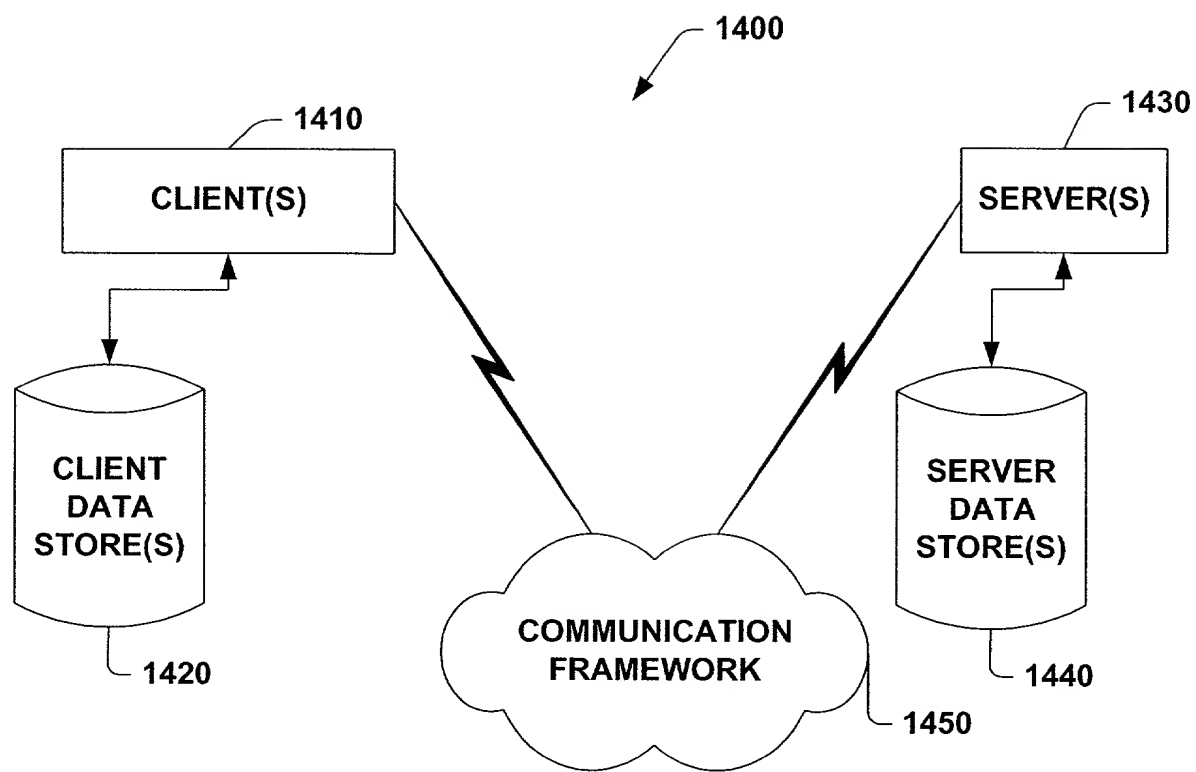 1400
1410
1430
CLIENT(S)
SERVER(S)
CLIENT
DATA
STORE(S)
SERVER
DATA
STORE(S)
COMMUNICATION
FRAMEWORK
1420
1440
1450